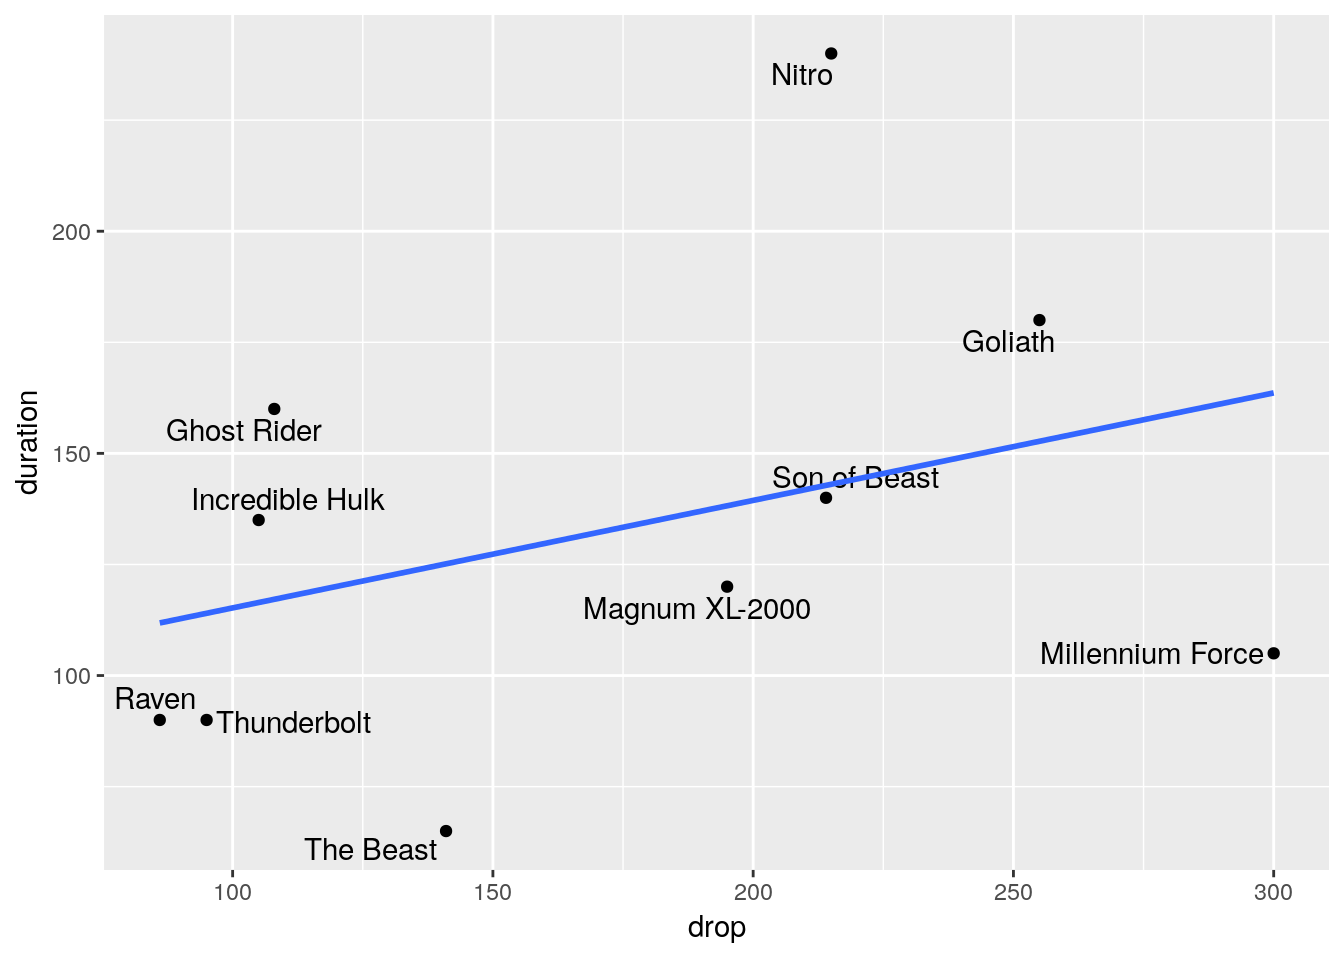 Nitro
200
Goliath
Ghost Rider
150
Son of Beast
Incredible Hulk
Magnum XL-2000
Millennium Force
100
Raven
Thunderbolt
The Beast
100 150 200 250 300
drop
duration